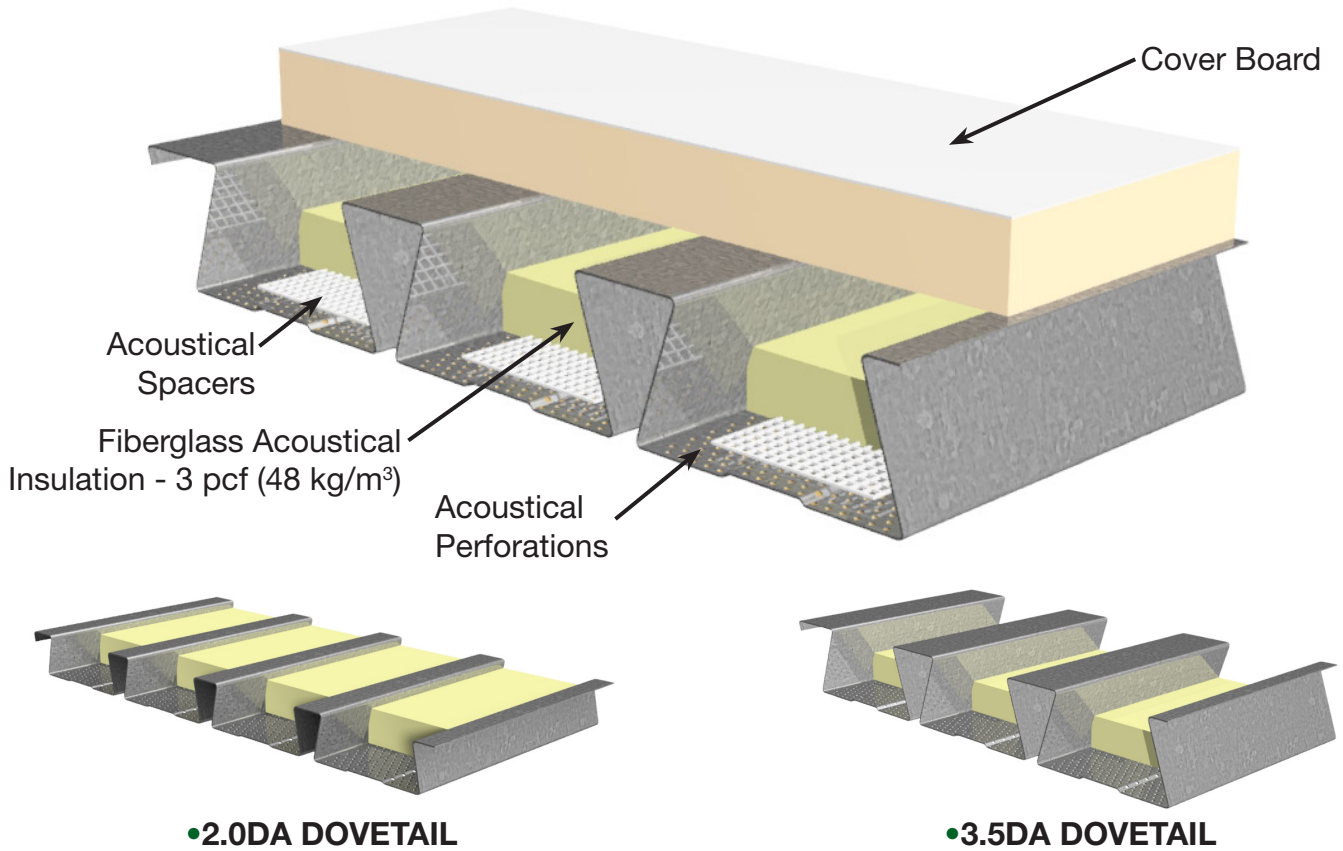 Cover Board
Acoustical
Spacers
Fiberglass Acoustical
Insulation - 3 pcf (48 kg/m³)
Acoustical
Perforations
•2.0DA DOVETAIL
•3.5DA DOVETAIL